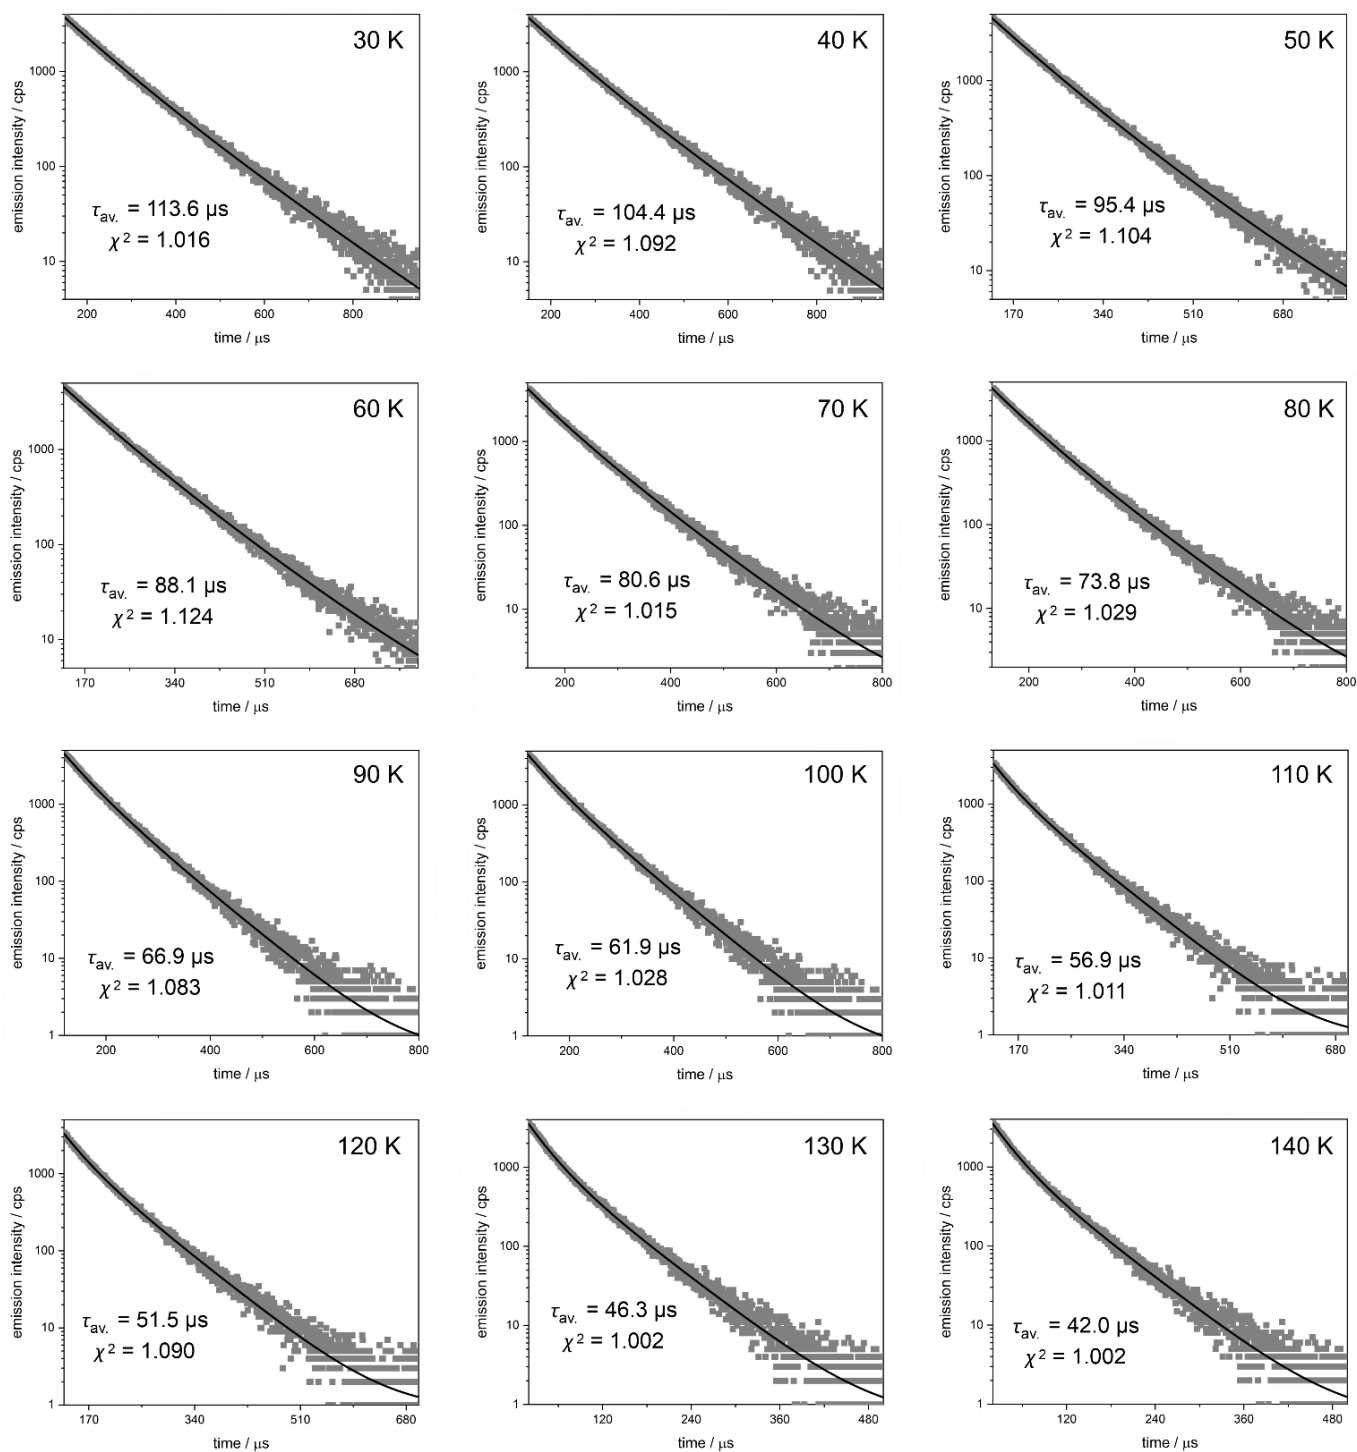 30 K
emission intensity / cps
1000
100
10
τav. = 113.6 µs
χ2 = 1.016
200 400 600 800
time / µs
40 K
emission intensity / cps
1000
100
10
τav. = 104.4 µs
χ2 = 1.092
200 400 600 800
time / µs
50 K
emission intensity / cps
1000
100
10
τav. = 95.4 µs
χ2 = 1.104
170 340 510 680
time / µs
60 K
emission intensity / cps
1000
100
10
τav. = 88.1 µs
χ2 = 1.124
170 340 510 680
time / µs
70 K
emission intensity / cps
1000
100
10
τav. = 80.6 µs
χ2 = 1.015
200 400 600 800
time / µs
80 K
emission intensity / cps
1000
100
10
τav. = 73.8 µs
χ2 = 1.029
200 400 600 800
time / µs
90 K
emission intensity / cps
1000
100
10
1
τav. = 66.9 µs
χ2 = 1.083
200 400 600 800
time / µs
100 K
emission intensity / cps
1000
100
10
1
τav. = 61.9 µs
χ2 = 1.028
200 400 600 800
time / µs
110 K
emission intensity / cps
1000
100
10
1
τav. = 56.9 µs
χ2 = 1.011
170 340 510 680
time / µs
120 K
emission intensity / cps
1000
100
10
1
τav. = 51.5 µs
χ2 = 1.090
170 340 510 680
time / µs
130 K
emission intensity / cps
1000
100
10
1
τav. = 46.3 µs
χ2 = 1.002
120 240 360 480
time / µs
140 K
emission intensity / cps
1000
100
10
1
τav. = 42.0 µs
χ2 = 1.002
120 240 360 480
time / µs